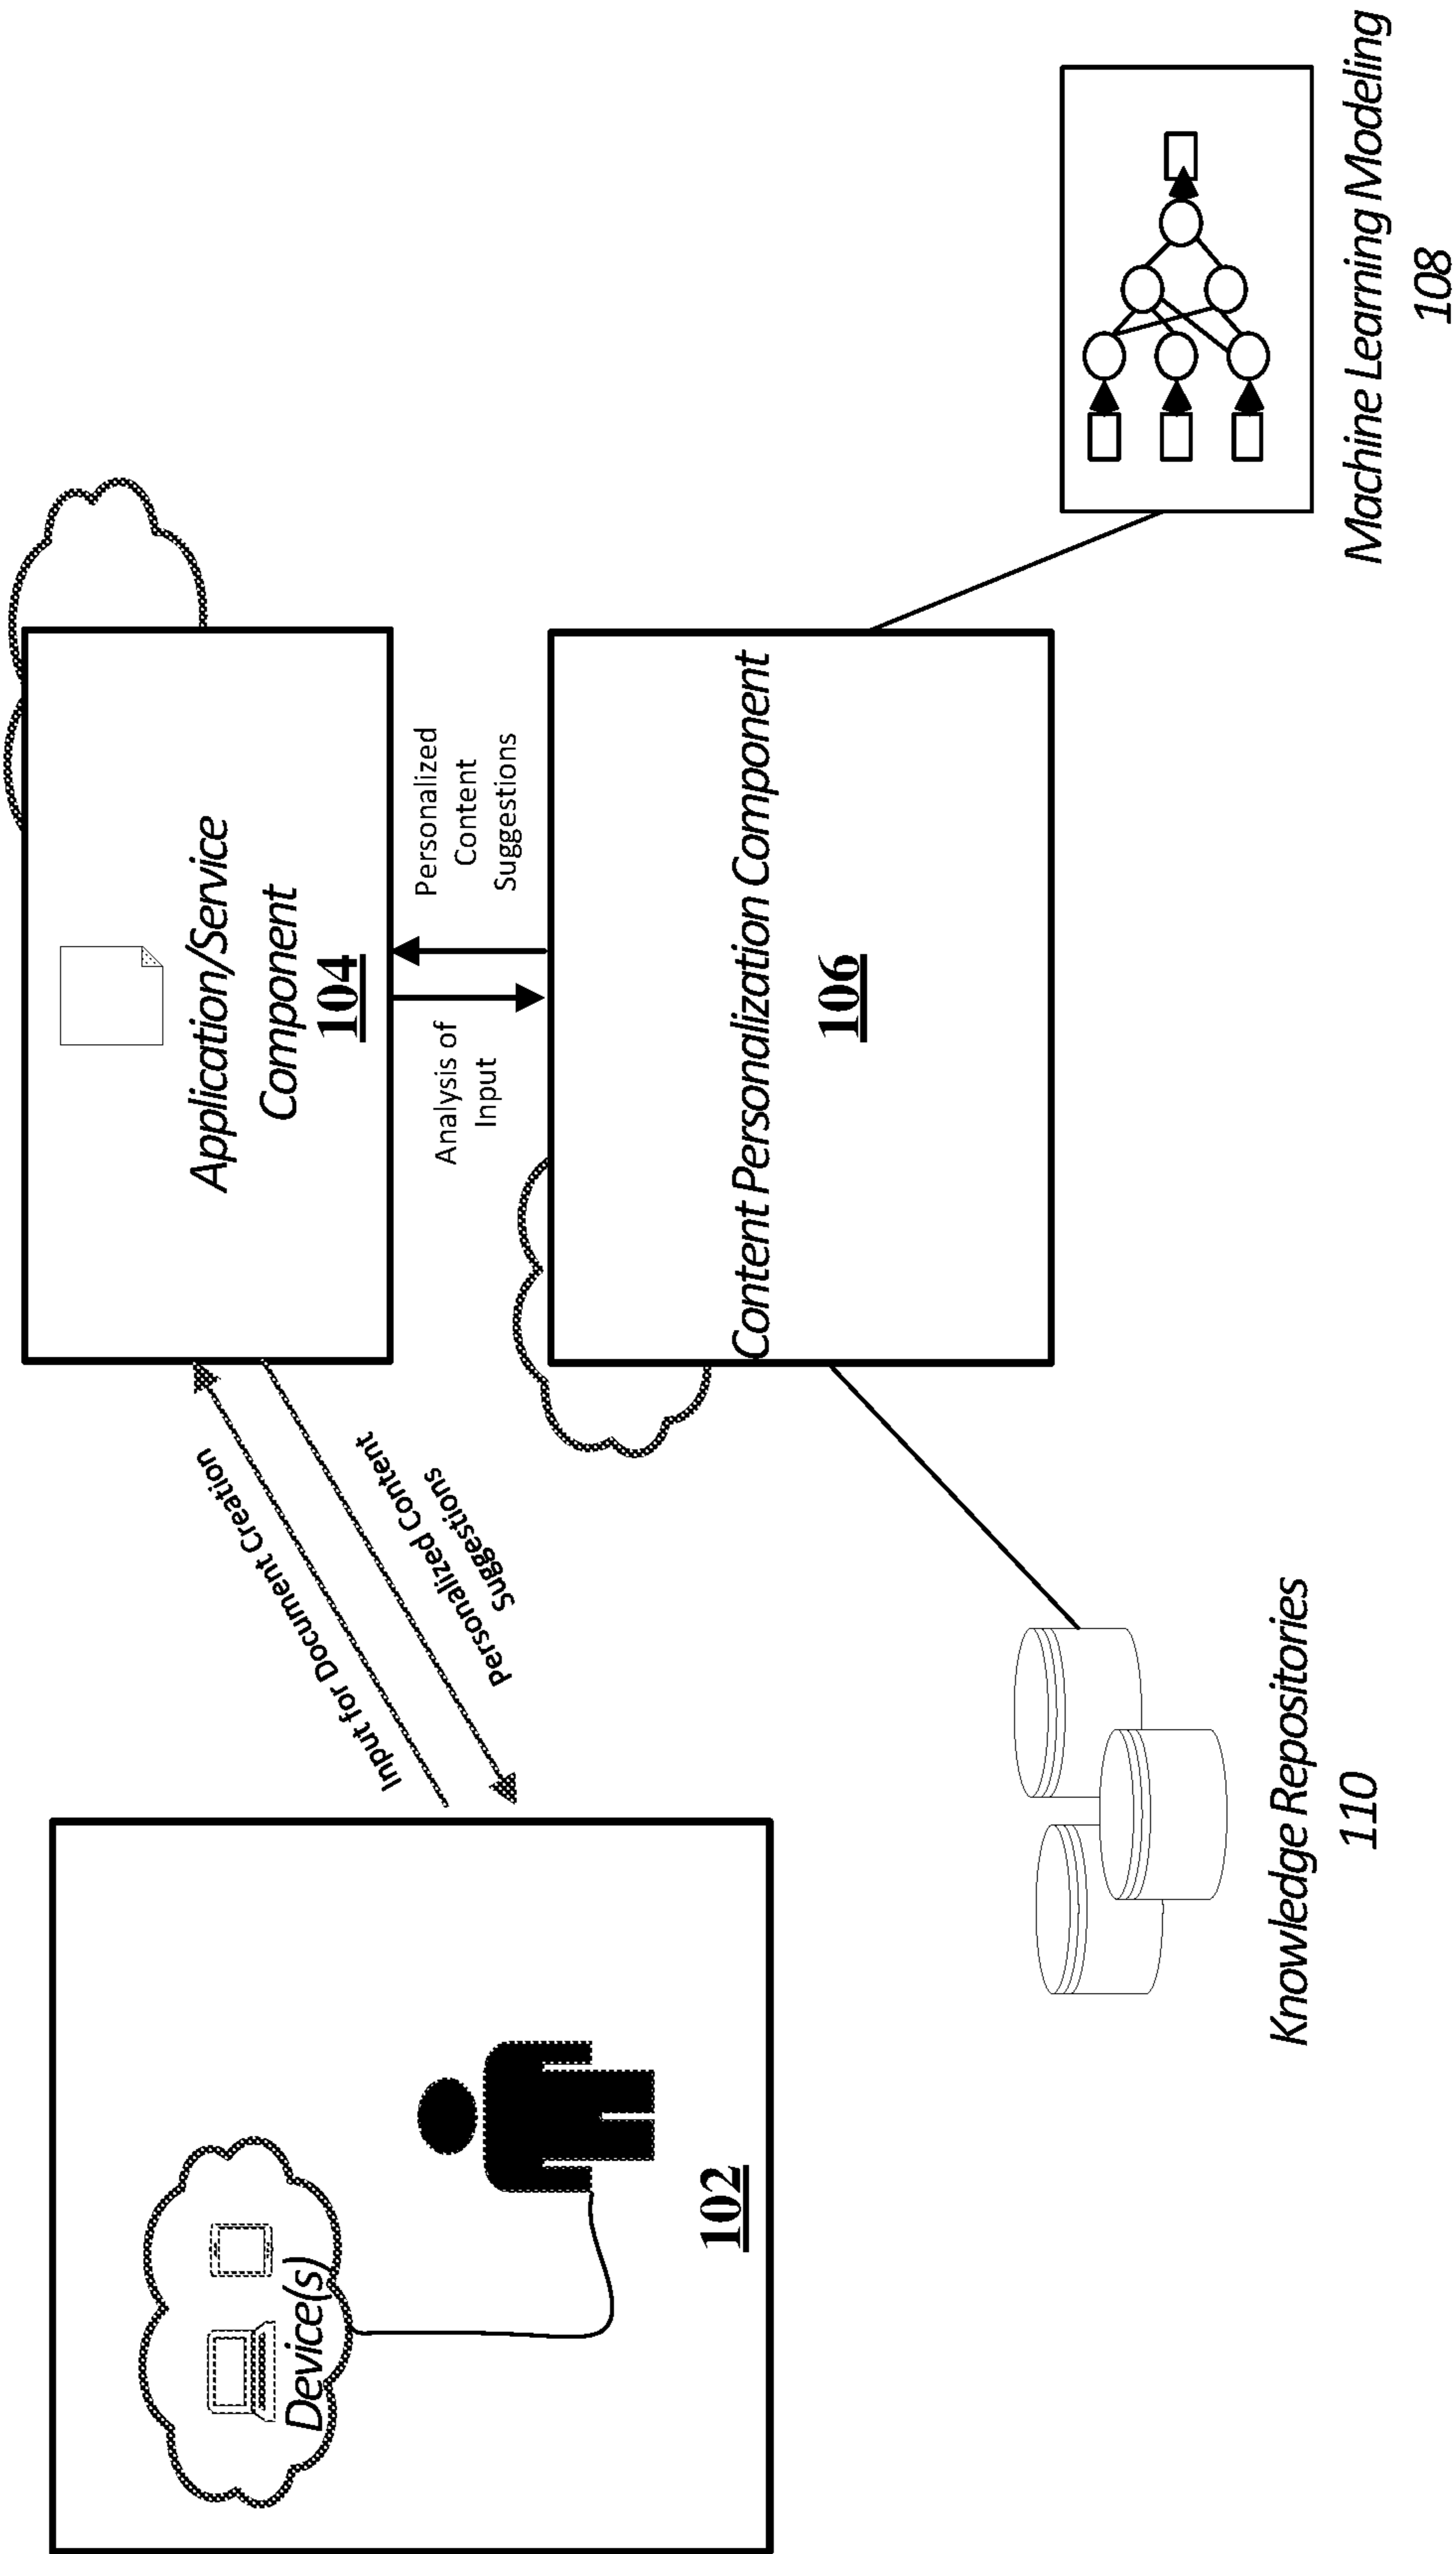 Device(s)
102
Input for Document Creation
Personalized Content
Suggestions
Application/Service
Component
104
Analysis of
Input
Personalized
Content
Suggestions
Content Personalization Component
106
Knowledge Repositories
110
Machine Learning Modeling
108